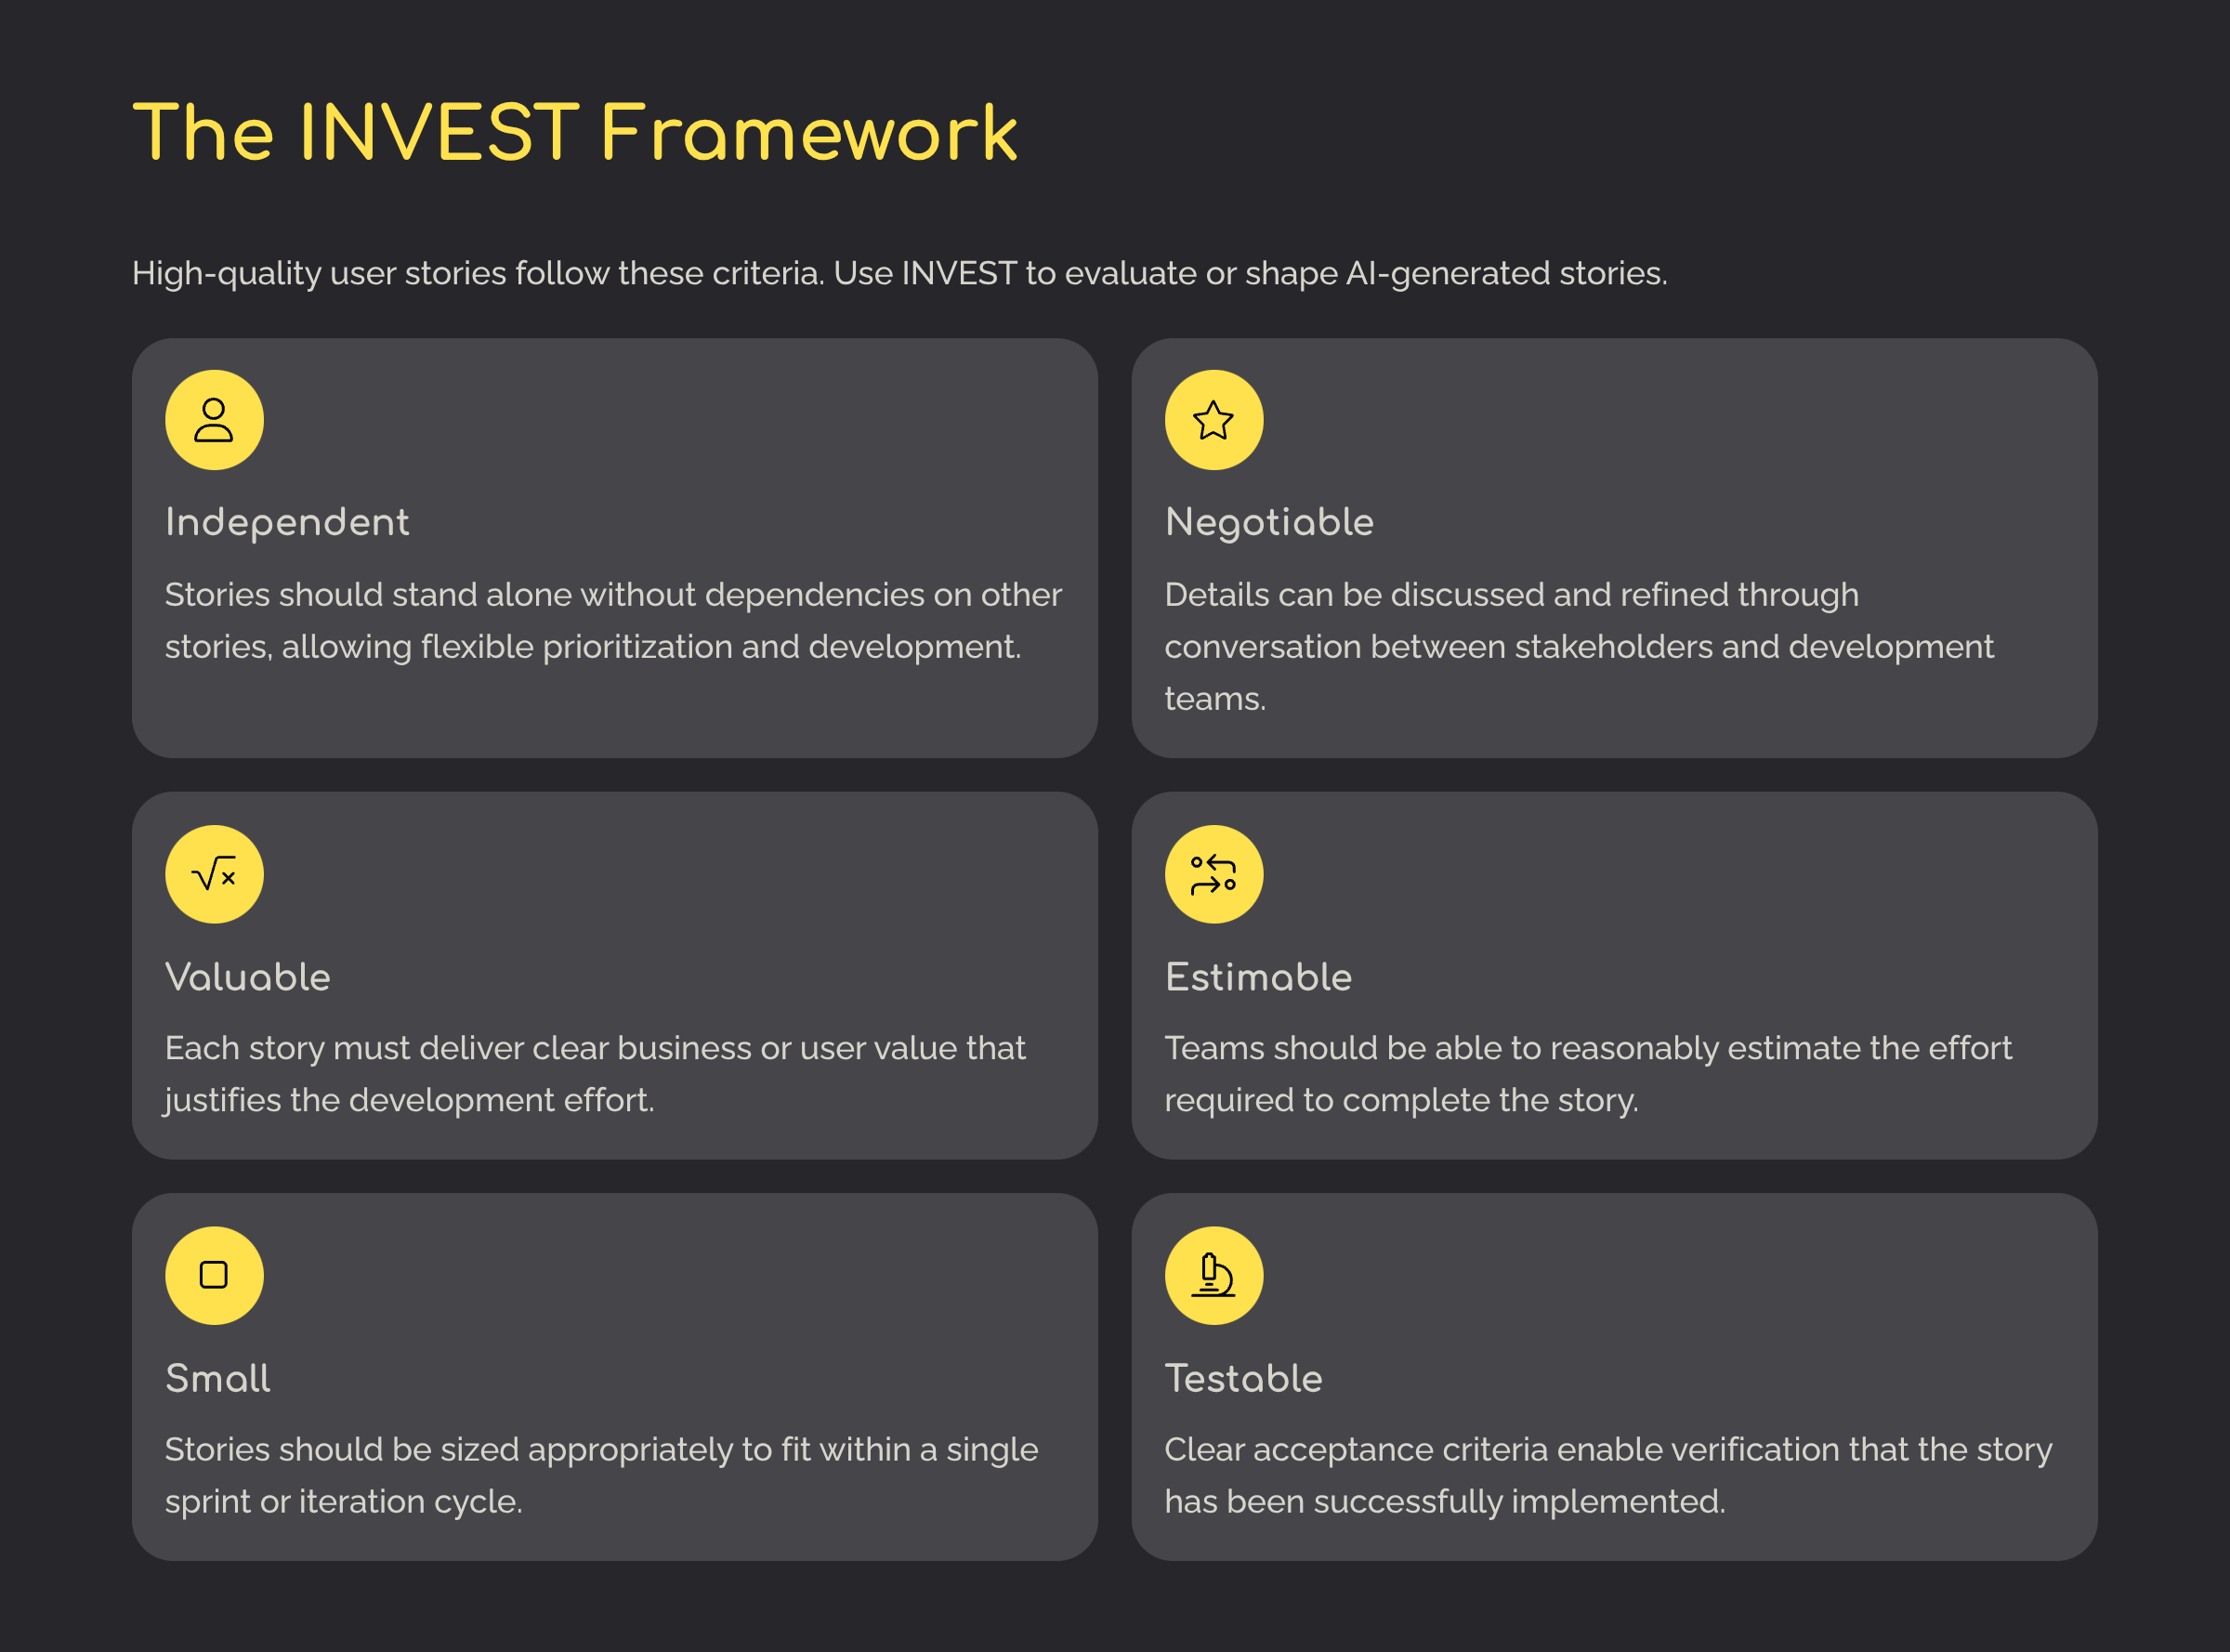 The INVEST Framework
High-quality user stories follow these criteria. Use INVEST to evaluate or shape AI-generated stories.
Independent
Stories should stand alone without dependencies on other
stories, allowing flexible prioritization and development.
Negotiable
Details can be discussed and refined through
conversation between stakeholders and development
teams.
Valuable
Each story must deliver clear business or user value that
justifies the development effort.
Estimable
Teams should be able to reasonably estimate the effort
required to complete the story.
Small
Stories should be sized appropriately to fit within a single
sprint or iteration cycle.
Testable
Clear acceptance criteria enable verification that the story
has been successfully implemented.